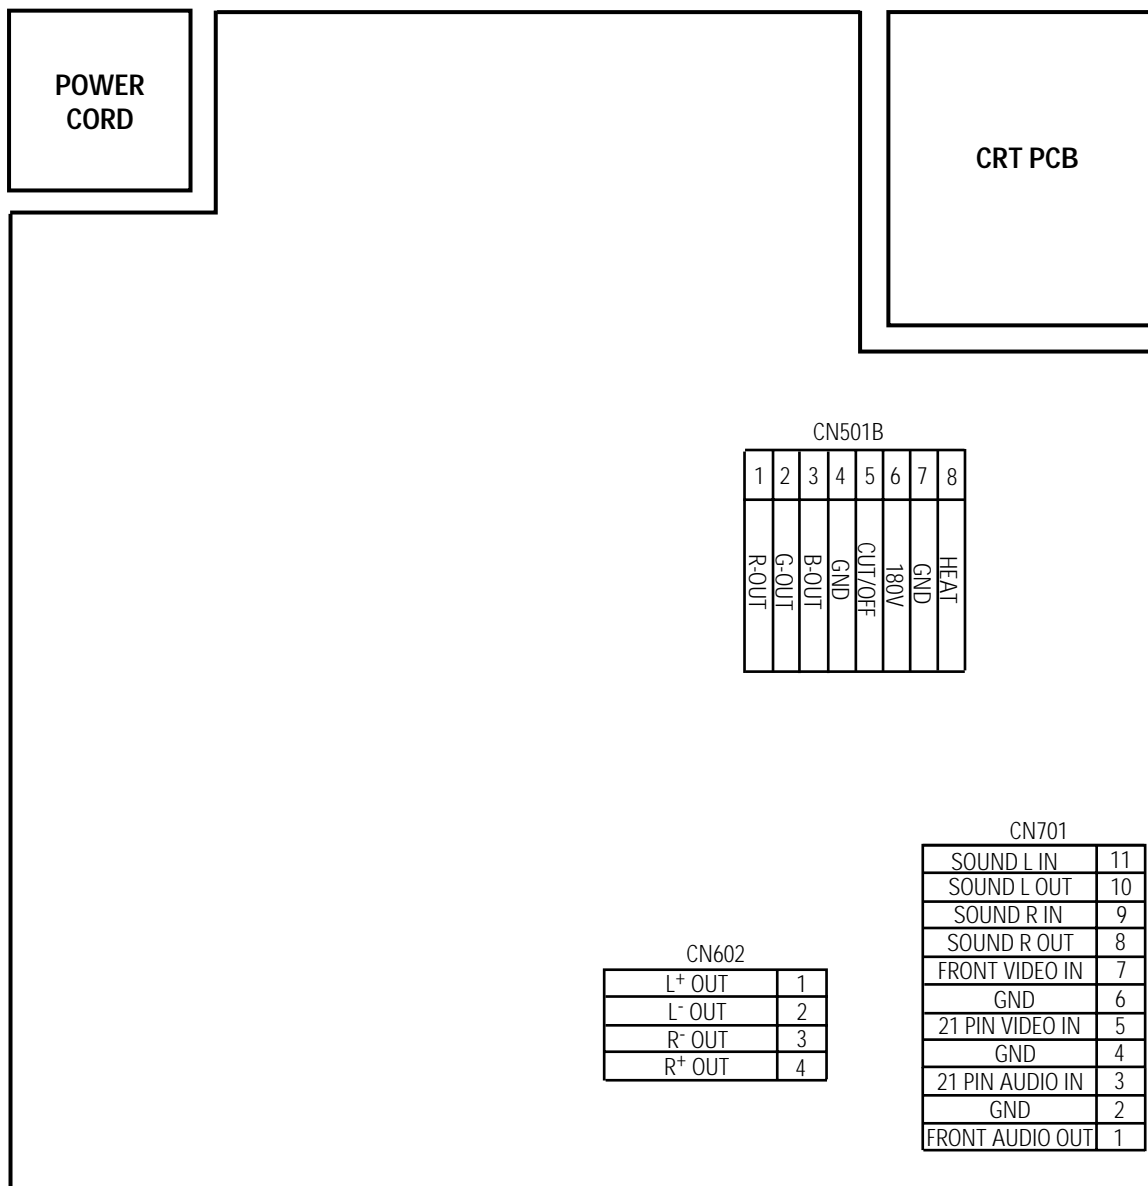 POWER
CORD
CRT PCB
CN501B
1 2 3 4 5 6 7 8
R-OUT G-OUT B-OUT GND CUT/OFF 180V GND HEAT
CN701
SOUND L IN 11
SOUND L OUT 10
SOUND R IN 9
SOUND R OUT 8
FRONT VIDEO IN 7
GND 6
21 PIN VIDEO IN 5
GND 4
21 PIN AUDIO IN 3
GND 2
FRONT AUDIO OUT 1
CN602
L+ OUT 1
L- OUT 2
R- OUT 3
R+ OUT 4